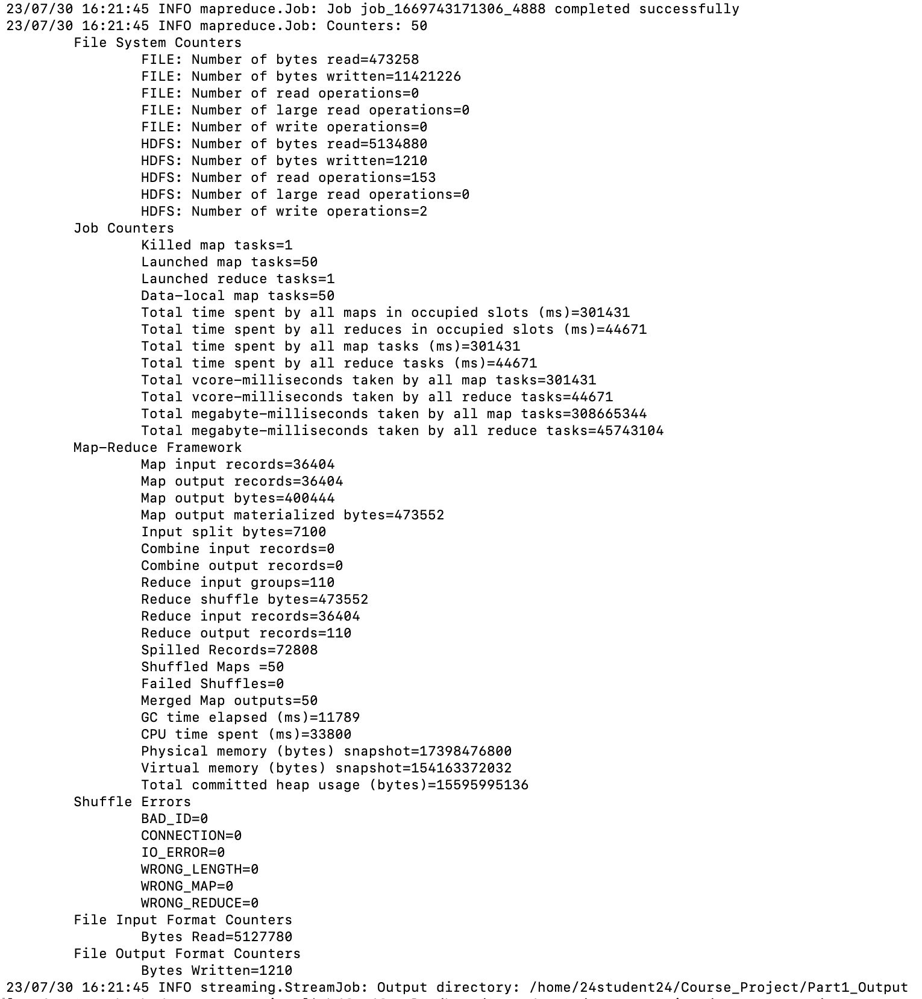 23/07/30 16:21:45 INFO mapreduce.Job: Job job_1669743171306_4888 completed successfully
23/07/30 16:21:45 INFO mapreduce.Job: Counters: 50
File System Counters
FILE: Number of bytes read=473258
FILE: Number of bytes written=11421226
FILE: Number of read operations=0
FILE: Number of large read operations=0
FILE: Number of write operations=0
HDFS: Number of bytes read=5134880
HDFS: Number of bytes written=1210
HDFS: Number of read operations=153
HDFS: Number of large read operations=0
HDFS: Number of write operations=2
Job Counters
Killed map tasks=1
Launched map tasks=50
Launched reduce tasks=1
Data-local map tasks=50
Total time spent by all maps in occupied slots (ms)=301431
Total time spent by all reduces in occupied slots (ms)=44671
Total time spent by all map tasks (ms)=301431
Total time spent by all reduce tasks (ms)=44671
Total vcore-milliseconds taken by all map tasks=301431
Total vcore-milliseconds taken by all reduce tasks=44671
Total megabyte-milliseconds taken by all map tasks=308665344
Total megabyte-milliseconds taken by all reduce tasks=45743104
Map-Reduce Framework
Map input records=36404
Map output records=36404
Map output bytes=400444
Map output materialized bytes=473552
Input split bytes=7100
Combine input records=0
Combine output records=0
Reduce input groups=110
Reduce shuffle bytes=473552
Reduce input records=36404
Reduce output records=110
Spilled Records=72808
Shuffled Maps =50
Failed Shuffles=0
Merged Map outputs=50
GC time elapsed (ms)=11789
CPU time spent (ms)=33800
Physical memory (bytes) snapshot=17398476800
Virtual memory (bytes) snapshot=154163372032
Total committed heap usage (bytes)=15595995136
Shuffle Errors
BAD_ID=0
CONNECTION=0
IO_ERROR=0
WRONG_LENGTH=0
WRONG_MAP=0
WRONG_REDUCE=0
File Input Format Counters
Bytes Read=5127780
File Output Format Counters
Bytes Written=1210
23/07/30 16:21:45 INFO streaming.StreamJob: Output directory: /home/24student24/Course_Project/Part1_Output